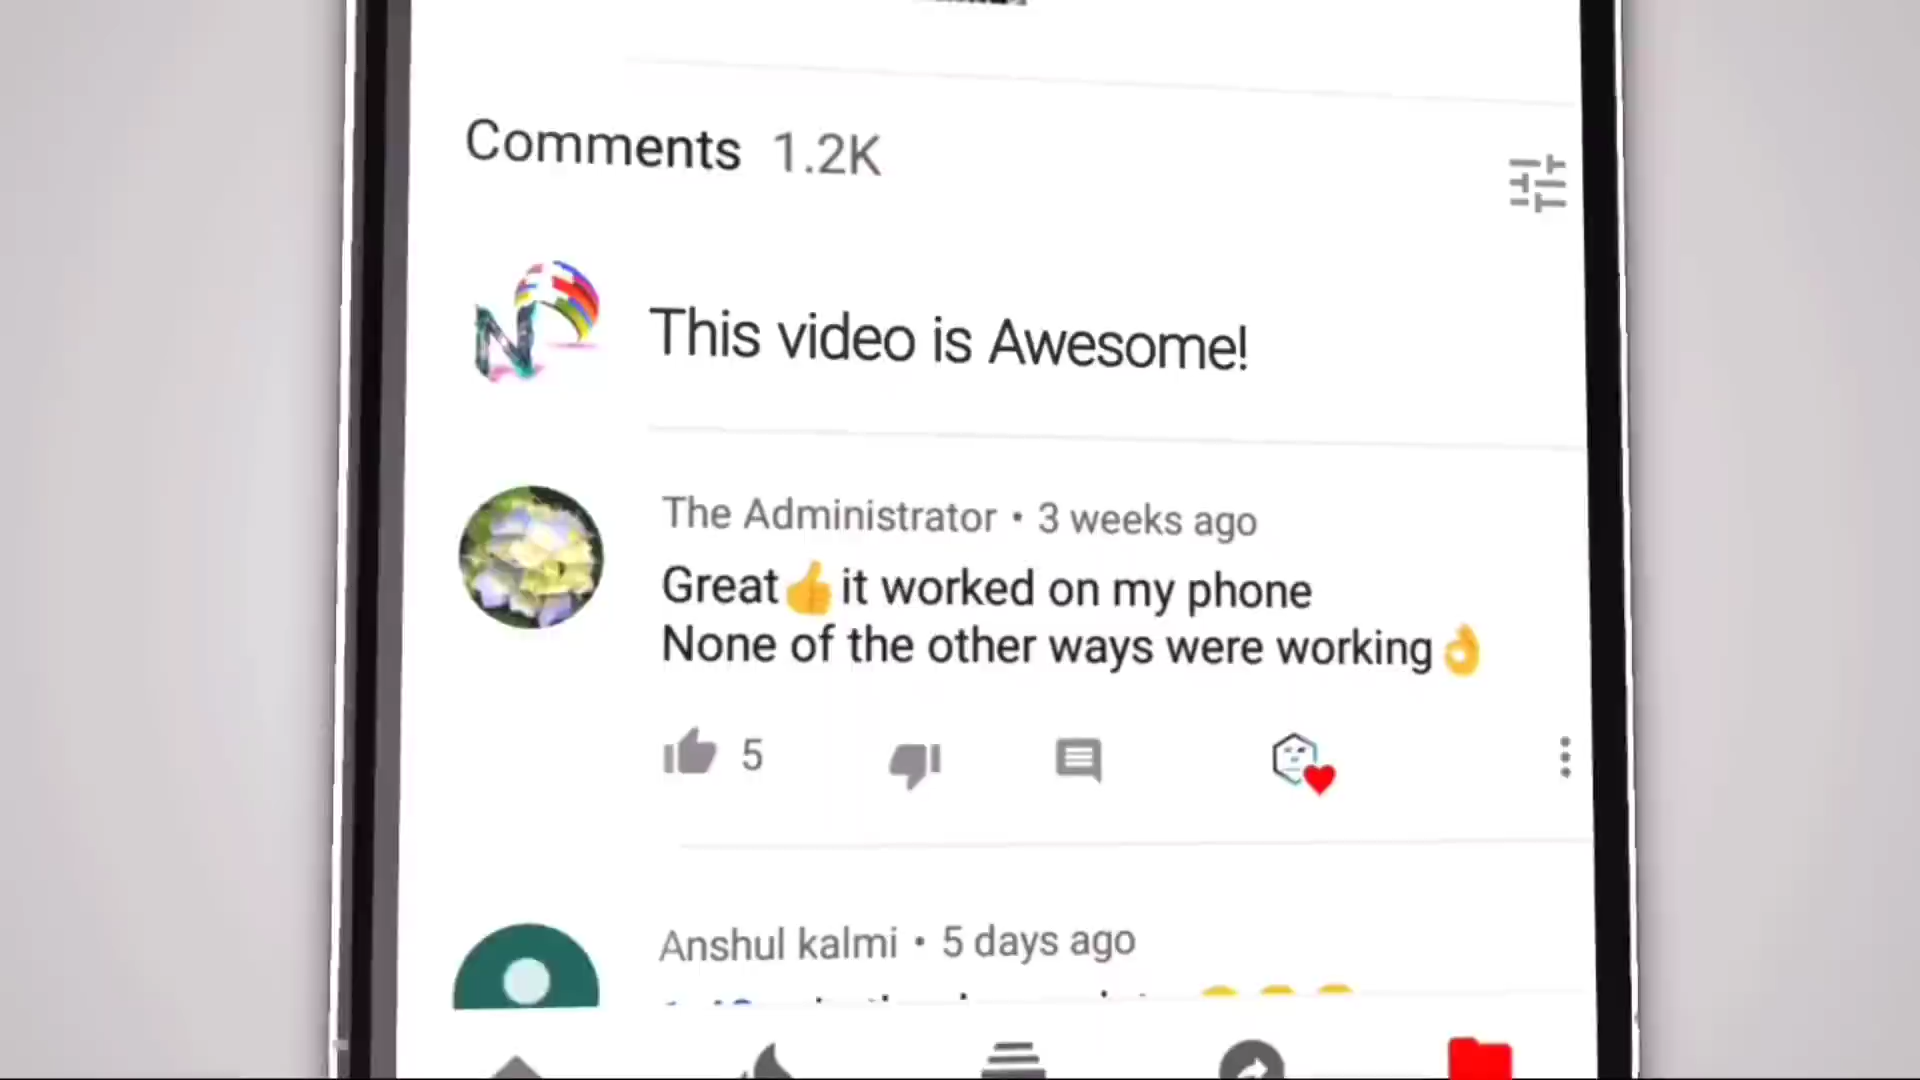 Comments 1.2K
This video is Awesome!
The Administrator • 3 weeks ago
Great👍it worked on my phone
None of the other ways were working👌
5
Anshul kalmi • 5 days ago